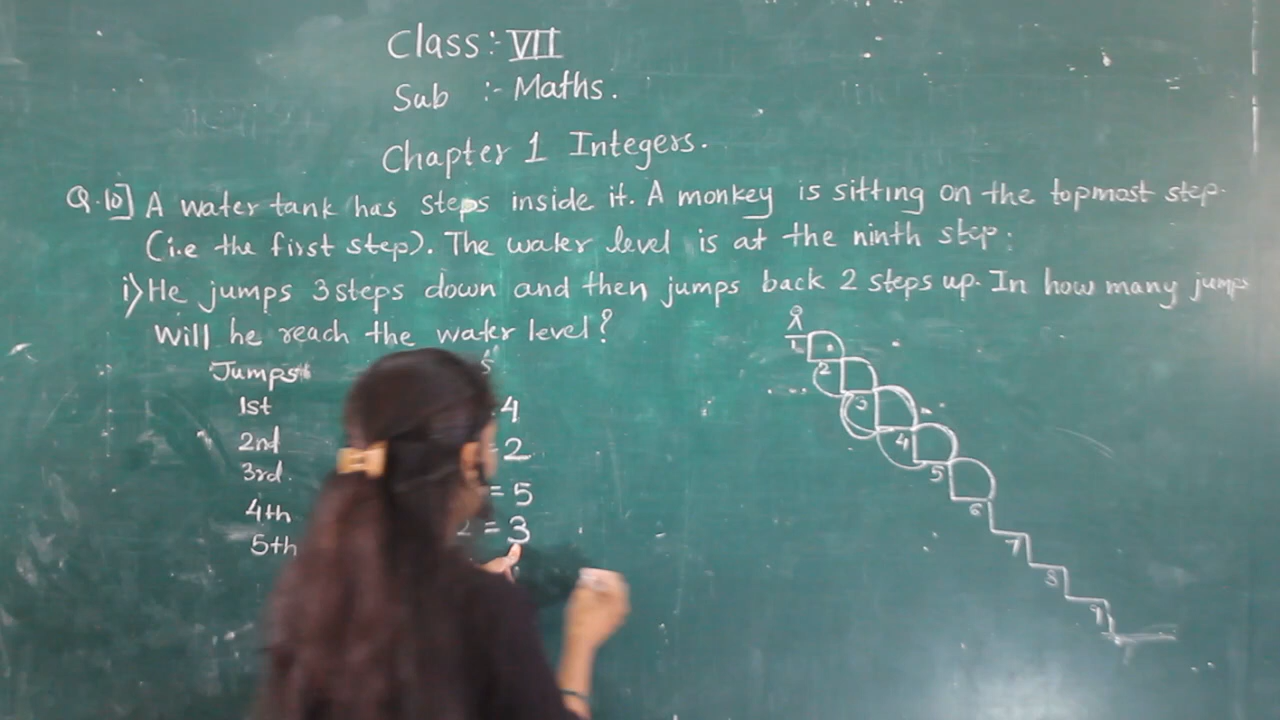 Class :- VII
Sub :- Maths.
Chapter 1 Integers.
Q.10] A water tank has steps inside it. A monkey is sitting on the topmost step.
(i.e the first step). The water level is at the ninth step.
i) He jumps 3 steps down and then jumps back 2 steps up. In how many jumps
will he reach the water level?
Jumps
1st 4
2nd 2
3rd. = 5
4th 2 = 3
5th
1
2
3
4
5
6
7
8
9